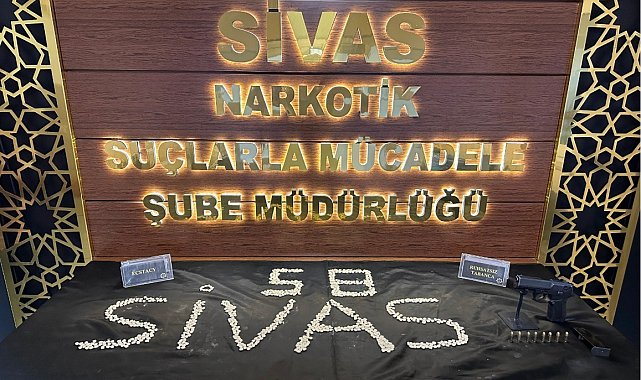 SİVAS
NARKOTİK
SUÇLARLA MÜCADELE
ŞUBE MÜDÜRLÜĞÜ
ECSTACY
58
RUHSATSIZ
TABANCA
SİVAS